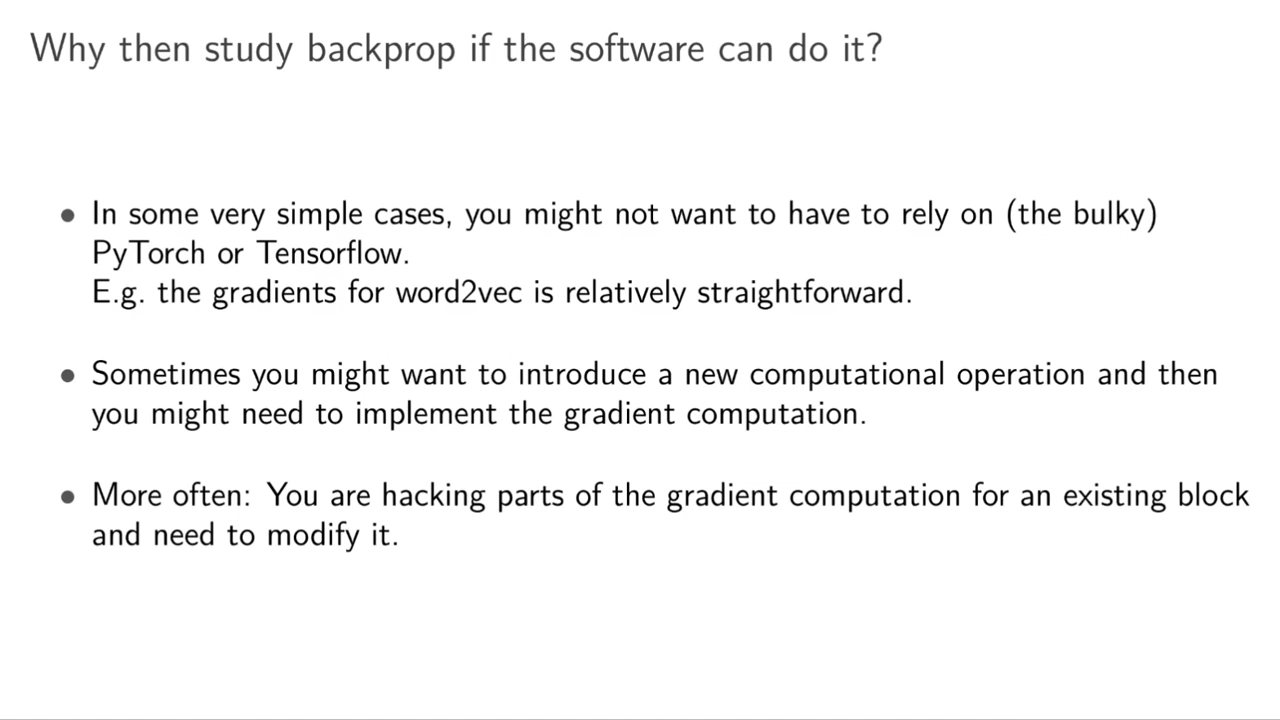 Why then study backprop if the software can do it?
• In some very simple cases, you might not want to have to rely on (the bulky)
PyTorch or Tensorflow.
E.g. the gradients for word2vec is relatively straightforward.
• Sometimes you might want to introduce a new computational operation and then
you might need to implement the gradient computation.
• More often: You are hacking parts of the gradient computation for an existing block
and need to modify it.